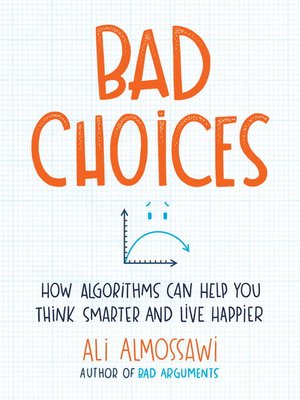 BAD
CHOICES
HOW ALGORITHMS CAN HELP YOU
THINK SMARTER AND LIVE HAPPIER
ALI ALMOSSAWI
AUTHOR OF BAD ARGUMENTS